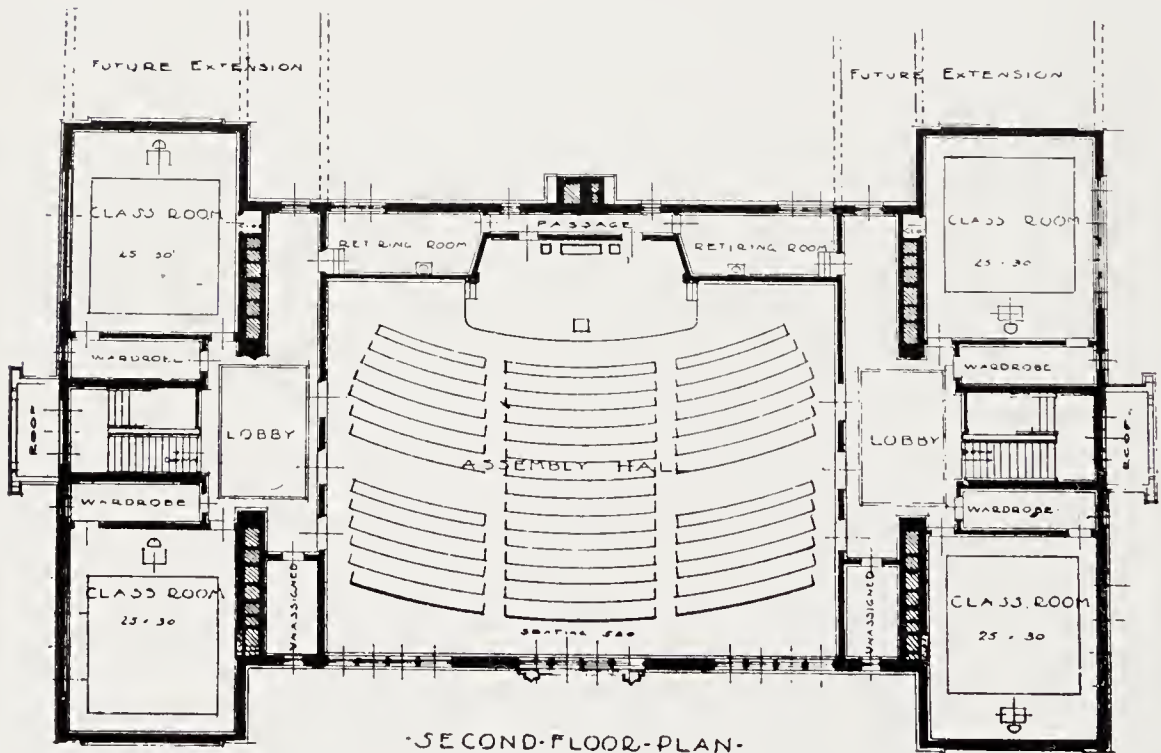 FUTURE EXTENSION
FUTURE EXTENSION
CLASS ROOM
25 30'
CLASS ROOM
25 · 30
PASSAGE
RETIRING ROOM
RETIRING ROOM
WARDROBE
WARDROBE
ROOF
ROOF
LOBBY
LOBBY
ASSEMBLY HALL
WARDROBE
WARDROBE
CLASS ROOM
25 · 30
CLASS ROOM
25 · 30
UNASSIGNED
UNASSIGNED
SEATING
·SECOND·FLOOR·PLAN·